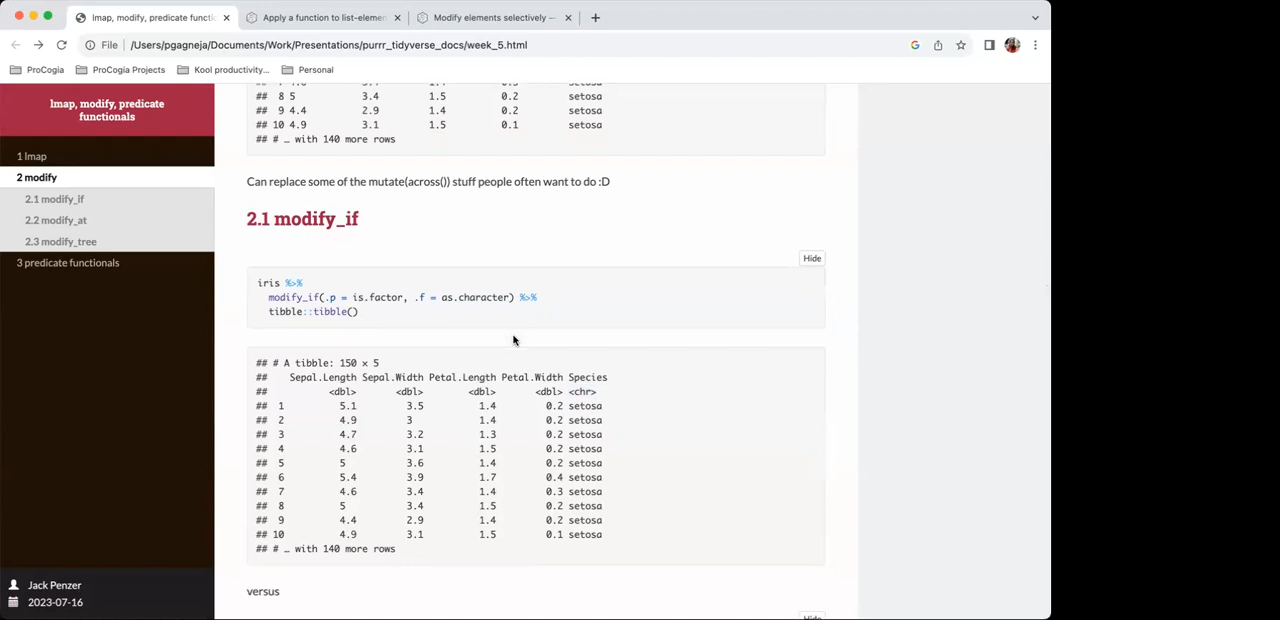 lmap, modify, predicate functi
Apply a function to list-elemen
Modify elements selectively —
File
/Users/pgagneja/Documents/Work/Presentations/purrr_tidyverse_docs/week_5.html
ProCogia
ProCogia Projects
Kool productivity...
Personal
lmap, modify, predicate
functionals
1 lmap
2 modify
2.1 modify_if
2.2 modify_at
2.3 modify_tree
3 predicate functionals
Jack Penzer
2023-07-16
## 8 5 3.4 1.5 0.2 setosa
## 9 4.4 2.9 1.4 0.2 setosa
## 10 4.9 3.1 1.5 0.1 setosa
## # … with 140 more rows
Can replace some of the mutate(across()) stuff people often want to do :D
2.1 modify_if
Hide
iris %>%
modify_if(.p = is.factor, .f = as.character) %>%
tibble::tibble()
## # A tibble: 150 × 5
## Sepal.Length Sepal.Width Petal.Length Petal.Width Species
## <dbl> <dbl> <dbl> <dbl> <chr>
## 1 5.1 3.5 1.4 0.2 setosa
## 2 4.9 3 1.4 0.2 setosa
## 3 4.7 3.2 1.3 0.2 setosa
## 4 4.6 3.1 1.5 0.2 setosa
## 5 5 3.6 1.4 0.2 setosa
## 6 5.4 3.9 1.7 0.4 setosa
## 7 4.6 3.4 1.4 0.3 setosa
## 8 5 3.4 1.5 0.2 setosa
## 9 4.4 2.9 1.4 0.2 setosa
## 10 4.9 3.1 1.5 0.1 setosa
## # … with 140 more rows
versus
Hide